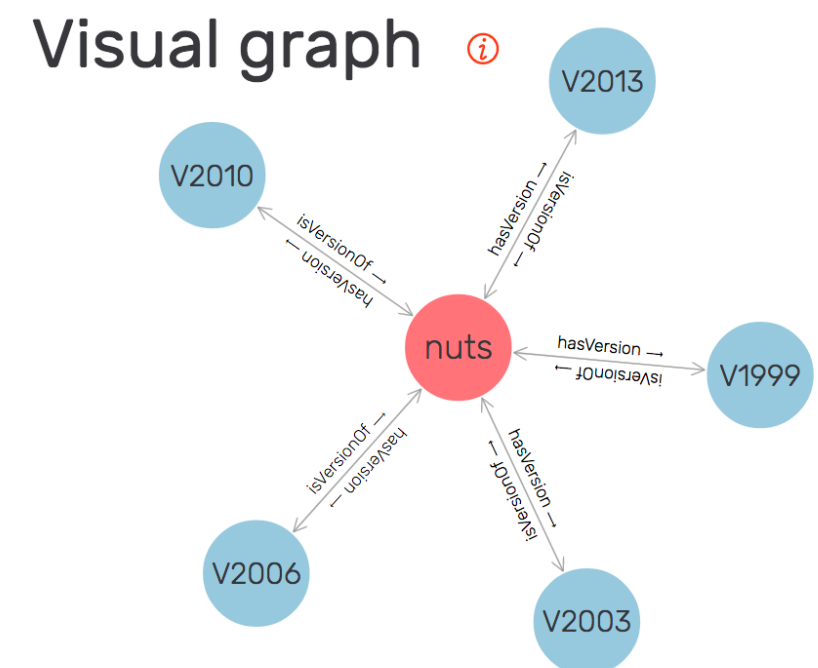 Visual graph
i
V2013
V2010
hasVersion →
isVersionOf →
isVersionOf →
hasVersion →
nuts
hasVersion →
isVersionOf →
V1999
isVersionOf →
hasVersion →
hasVersion →
isVersionOf →
V2006
V2003